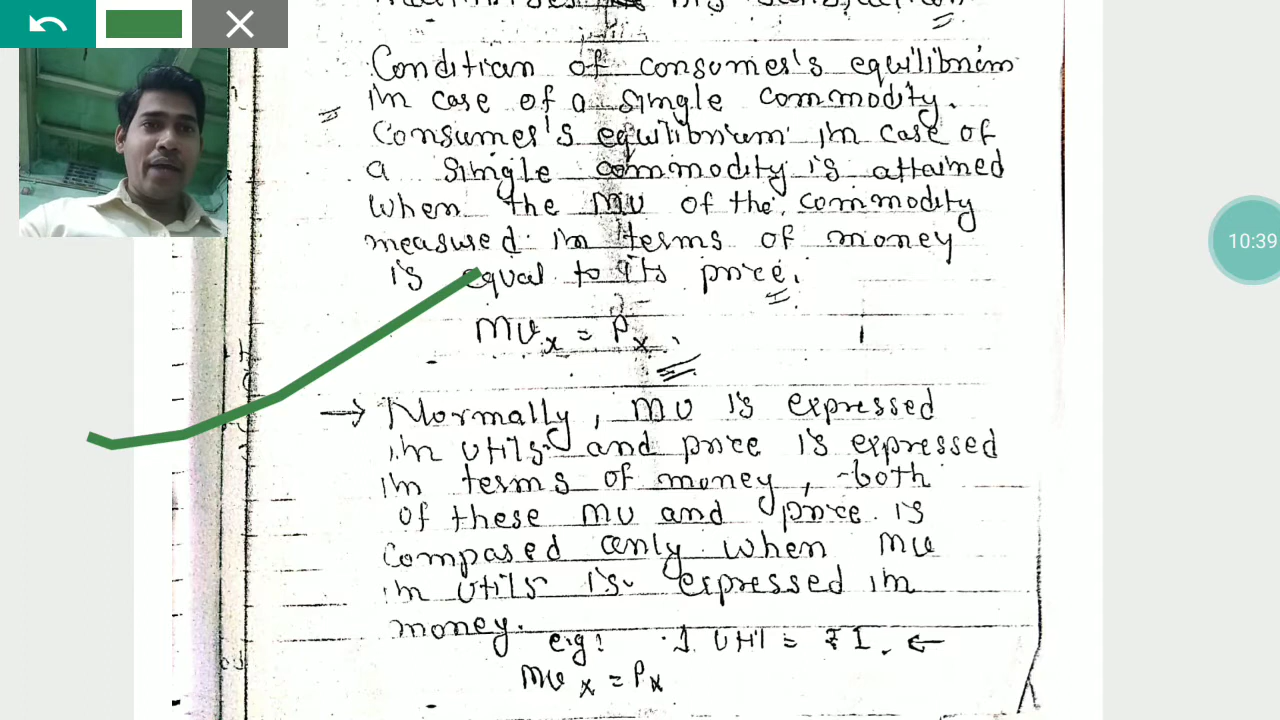 Condition of consumer's equilibrium
in case of a single commodity.
Consumer's equilibrium in case of
a single commodity is attained
when the MU of the commodity
measured in terms of money
is equal to its price.
MUx = Px.
→ Normally, MU is expressed
in utils and price is expressed
in terms of money, both
of these MU and price is
compased only when MU
in utils is expressed in
money. e.g: 1 util = ₹1. ←
MUx = Px
10:39